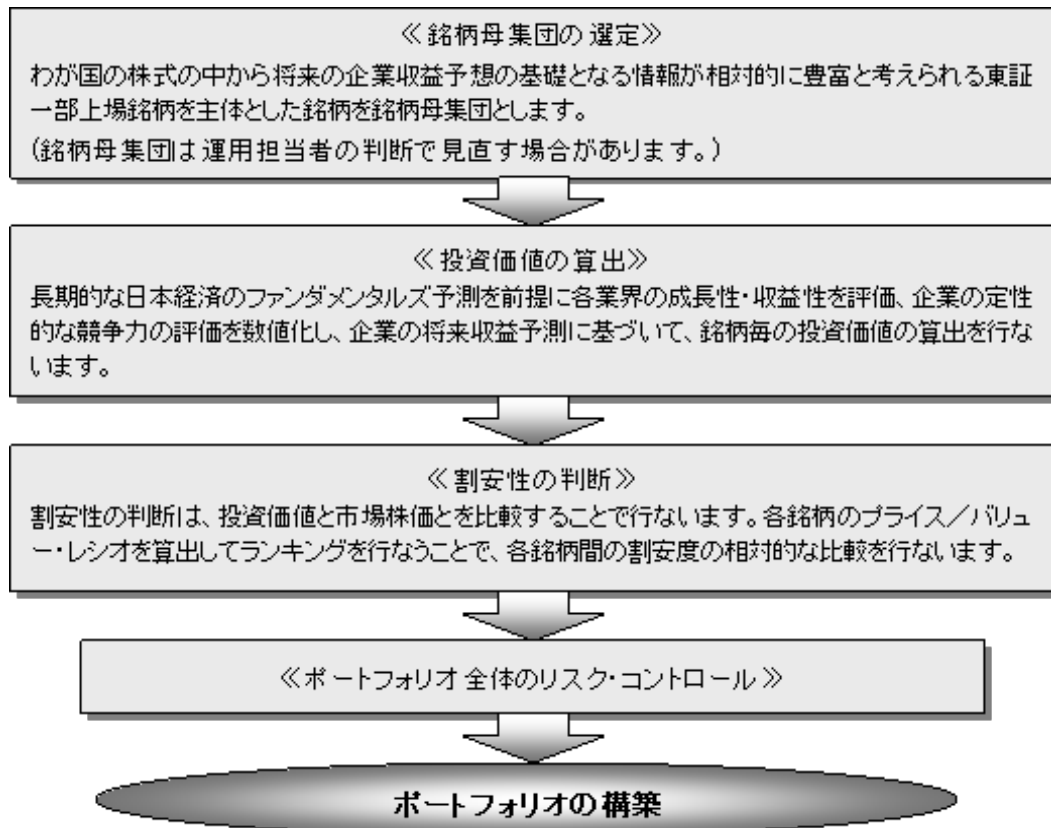 ≪銘柄母集団の選定≫
わが国の株式の中から将来の企業収益予想の基礎となる情報が相対的に豊富と考えられる東証
一部上場銘柄を主体とした銘柄を銘柄母集団とします。
(銘柄母集団は運用担当者の判断で見直す場合があります。)
≪投資価値の算出≫
長期的な日本経済のファンダメンタルズ予測を前提に各業界の成長性・収益性を評価、企業の定性
的な競争力の評価を数値化し、企業の将来収益予測に基づいて、銘柄毎の投資価値の算出を行な
います。
≪割安性の判断≫
割安性の判断は、投資価値と市場株価とを比較することで行ないます。各銘柄のプライス／バリュ
ー・レシオを算出してランキングを行なうことで、各銘柄間の割安度の相対的な比較を行ないます。
≪ポートフォリオ全体のリスク・コントロール≫
ポートフォリオの構築